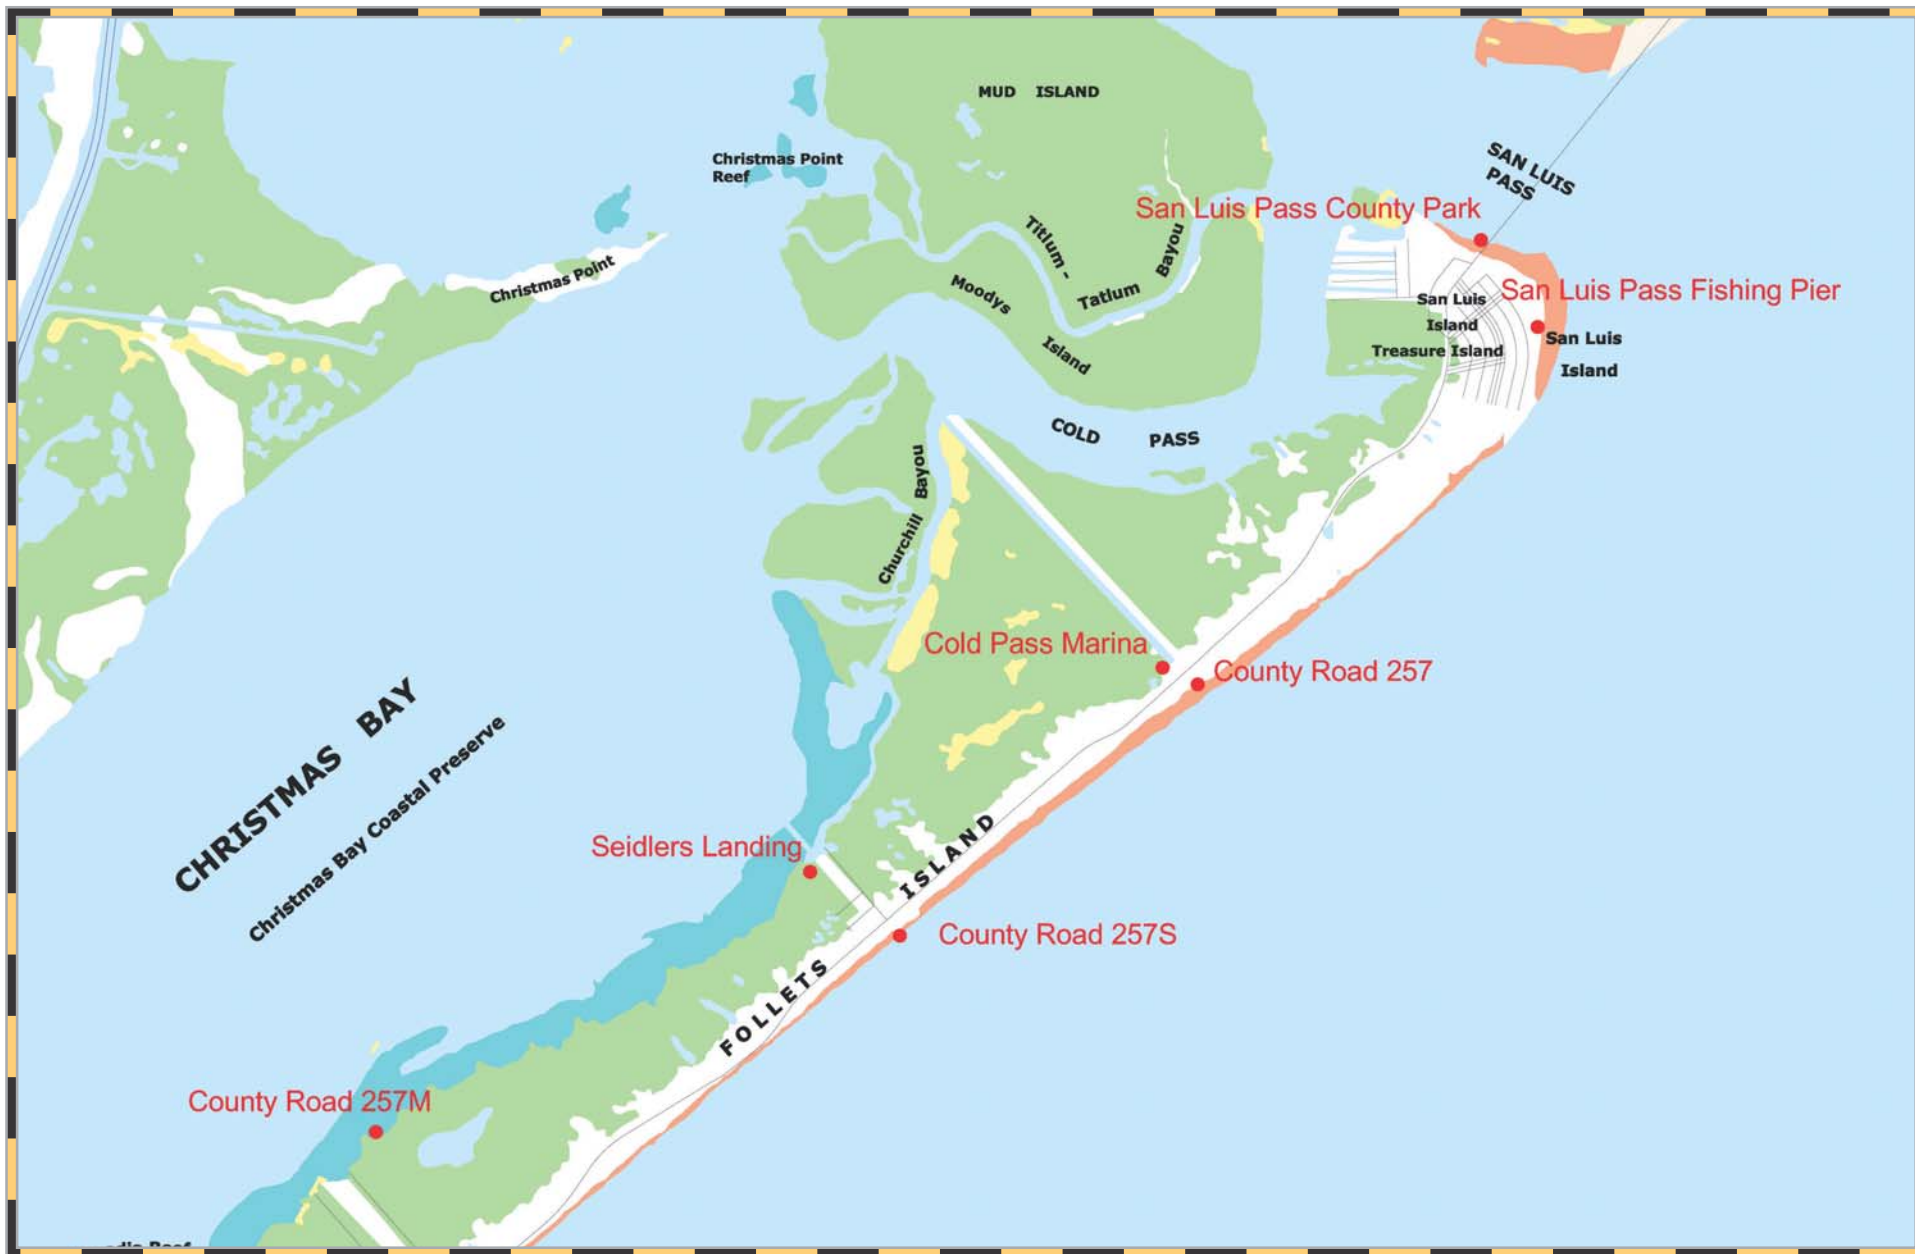 MUD ISLAND
Christmas Point
Reef
SAN LUIS
PASS
San Luis Pass County Park
Titlum -
Tatlum
Bayou
Christmas Point
Moodys
Island
San Luis Pass Fishing Pier
San Luis
Island
Treasure Island
San Luis
Island
COLD PASS
Churchill Bayou
Cold Pass Marina
County Road 257
CHRISTMAS BAY
Christmas Bay Coastal Preserve
Seidlers Landing
County Road 257S
FOLLETS ISLAND
County Road 257M
Reef